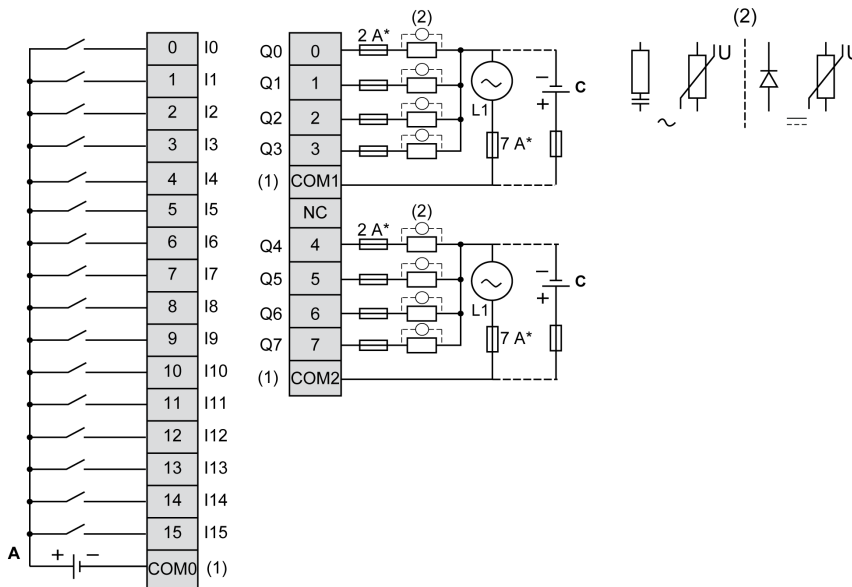 0 I0
1 I1
2 I2
3 I3
4 I4
5 I5
6 I6
7 I7
8 I8
9 I9
10 I10
11 I11
12 I12
13 I13
14 I14
15 I15
A + − COM0 (1)
(2)
2 A*
Q0 0
Q1 1 − C
Q2 2 L1 +
Q3 3 7 A*
(1) COM1
NC
(2)
2 A*
Q4 4
Q5 5 − C
Q6 6 L1 +
Q7 7 7 A*
(1) COM2
(2)
U U